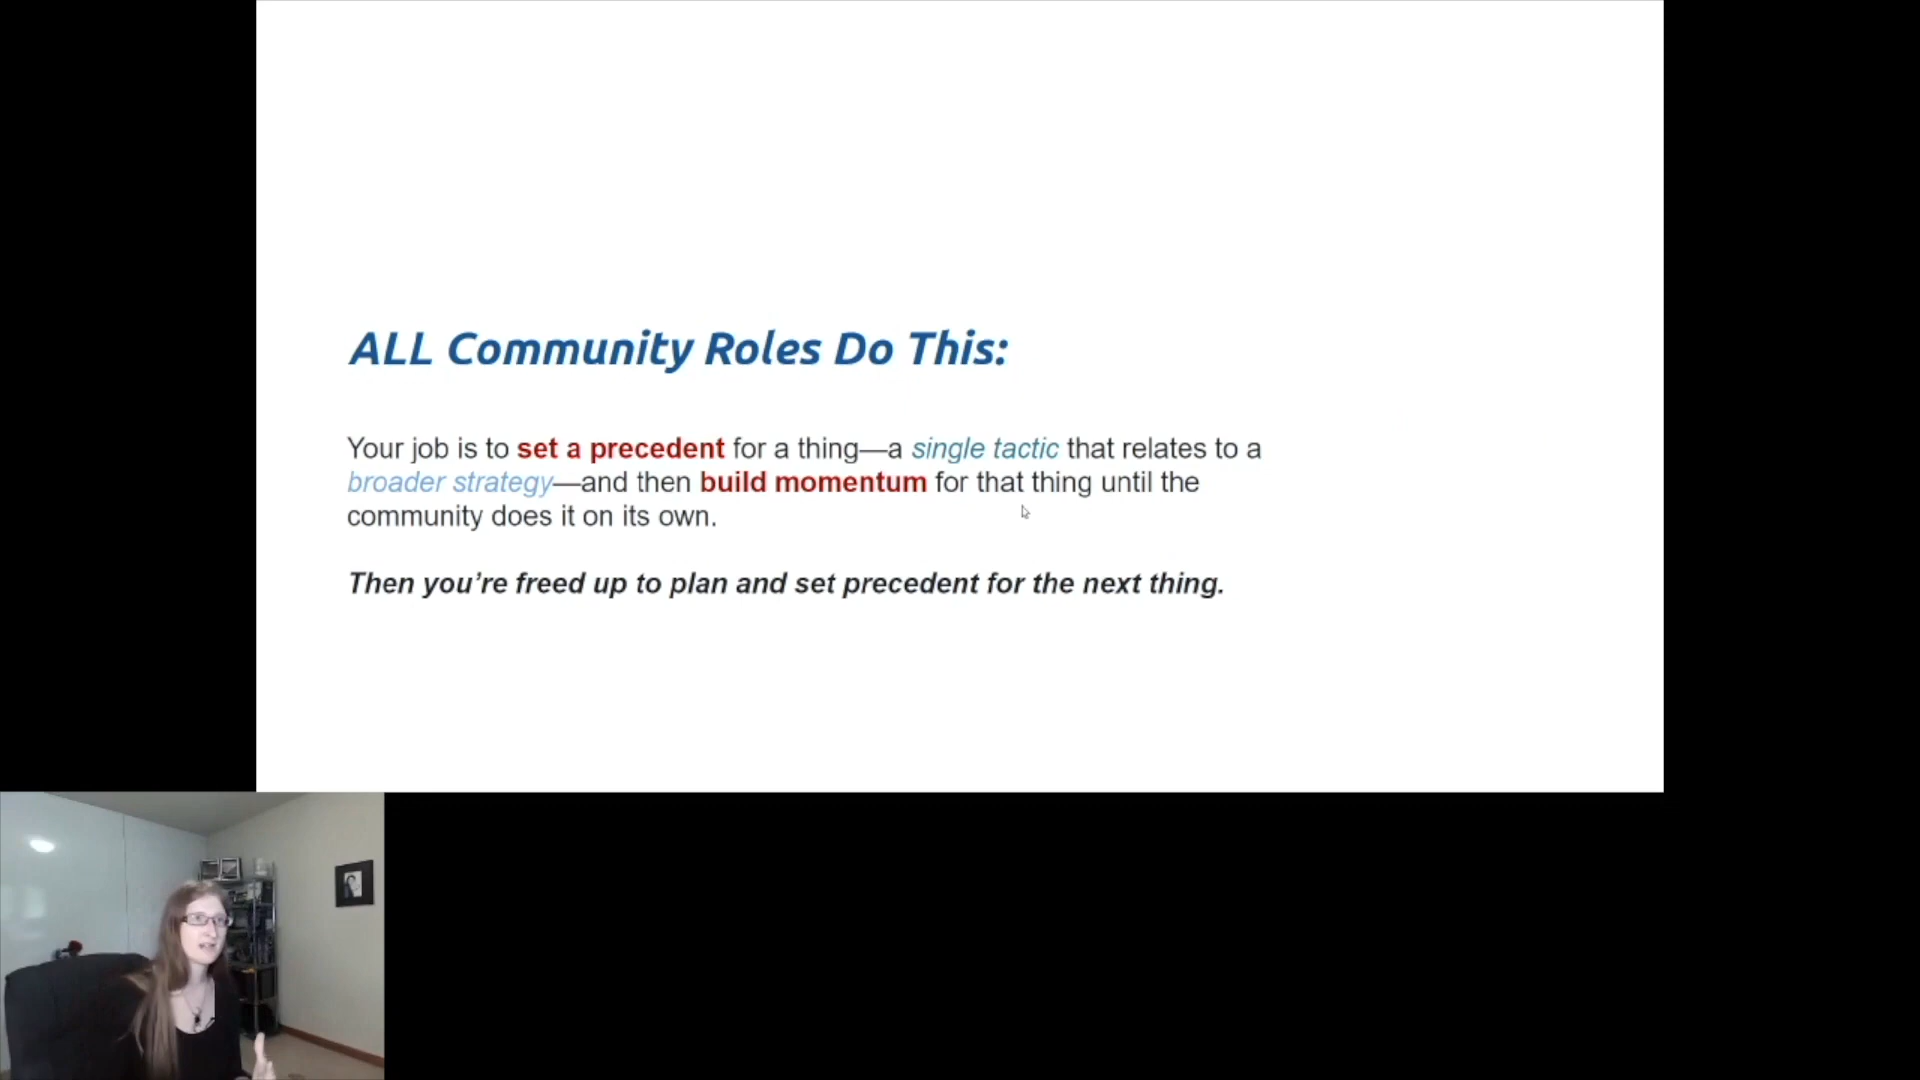 ALL Community Roles Do This:
Your job is to set a precedent for a thing—a single tactic that relates to a
broader strategy—and then build momentum for that thing until the
community does it on its own.
Then you’re freed up to plan and set precedent for the next thing.